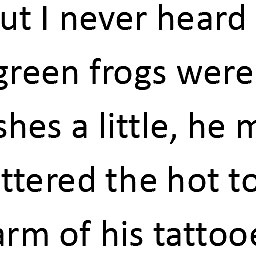 ut I never heard
green frogs were
shes a little, he m
ttered the hot to
arm of his tattooe